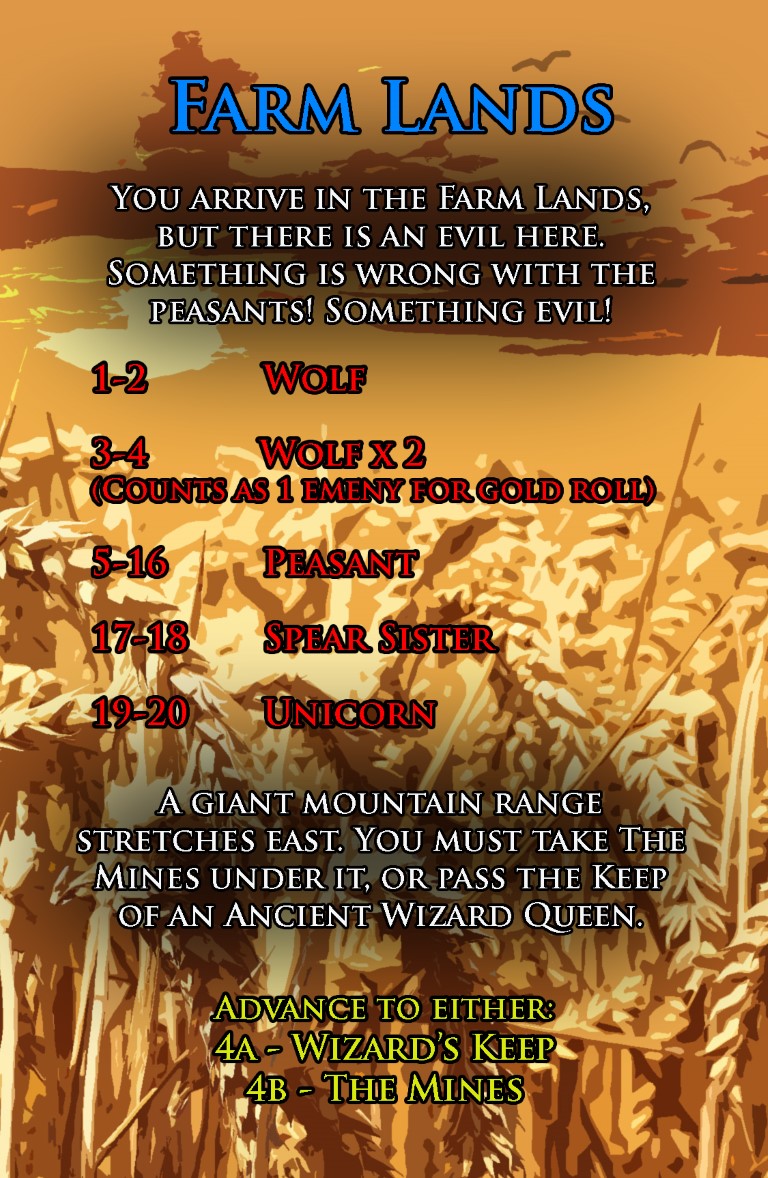 Farm Lands
You arrive in the Farm Lands,
but there is an evil here.
Something is wrong with the
peasants! Something evil!
1-2 Wolf
3-4 Wolf x 2
(Counts as 1 emeny for gold roll)
5-16 Peasant
17-18 Spear Sister
19-20 Unicorn
A giant mountain range
stretches east. You must take The
Mines under it, or pass the Keep
of an Ancient Wizard Queen.
Advance to either:
4a - Wizard's Keep
4b - The Mines